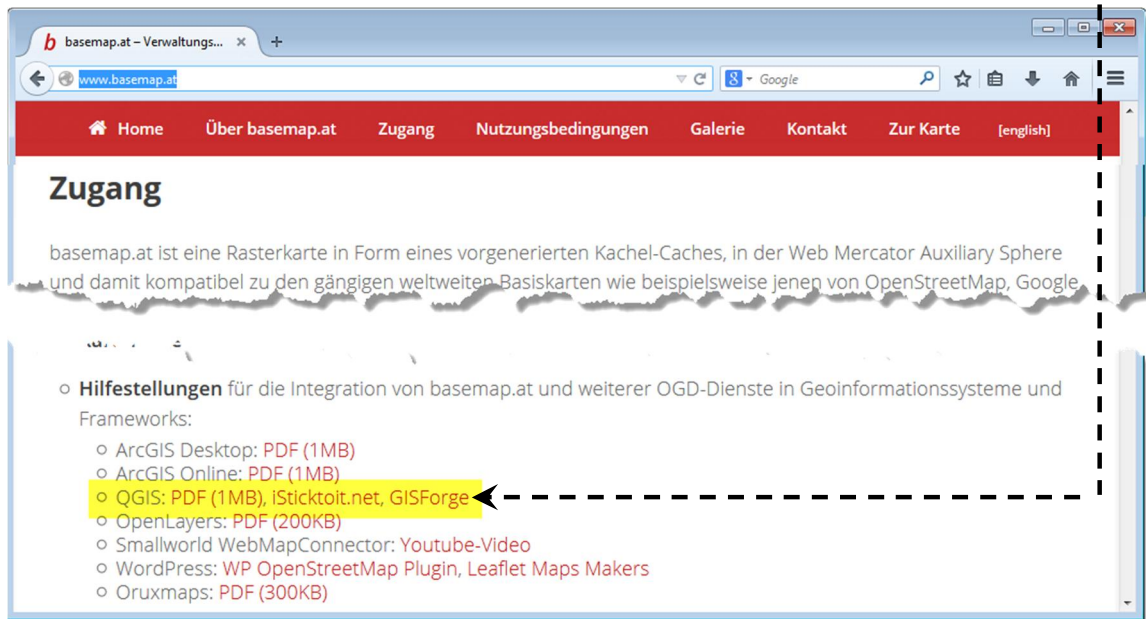 b basemap.at – Verwaltungs... × +
www.basemap.at 8 Google
Home Über basemap.at Zugang Nutzungsbedingungen Galerie Kontakt Zur Karte [english]
Zugang
basemap.at ist eine Rasterkarte in Form eines vorgenerierten Kachel-Caches, in der Web Mercator Auxiliary Sphere
und damit kompatibel zu den gängigen weltweiten Basiskarten wie beispielsweise jenen von OpenStreetMap, Google
Hilfestellungen für die Integration von basemap.at und weiterer OGD-Dienste in Geoinformationssysteme und
Frameworks:
ArcGIS Desktop: PDF (1MB)
ArcGIS Online: PDF (1MB)
QGIS: PDF (1MB), iSticktoit.net, GISForge
OpenLayers: PDF (200KB)
Smallworld WebMapConnector: Youtube-Video
WordPress: WP OpenStreetMap Plugin, Leaflet Maps Makers
Oruxmaps: PDF (300KB)